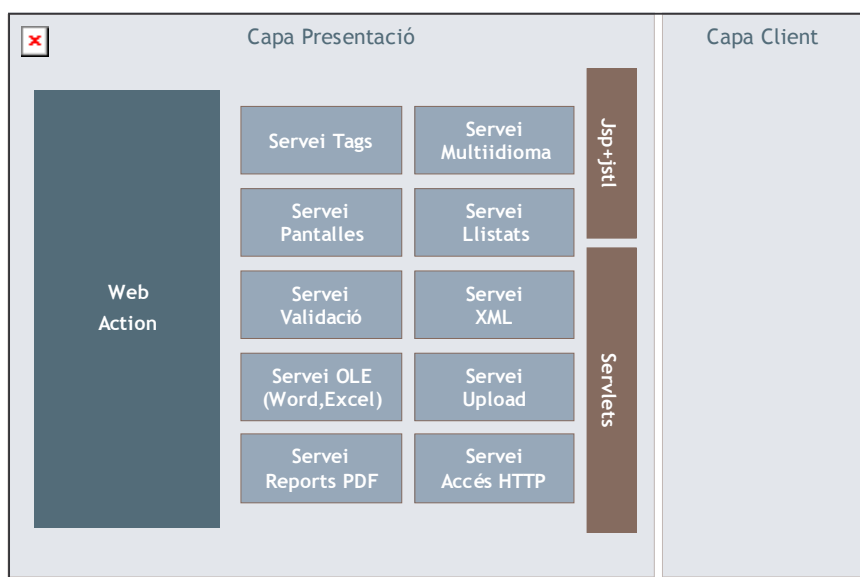 Capa Presentació
Capa Client
Web
Action
Servei Tags
Servei
Multiidioma
Servei
Pantalles
Servei
Llistats
Servei
Validació
Servei
XML
Servei OLE
(Word,Excel)
Servei
Upload
Servei
Reports PDF
Servei
Accés HTTP
Jsp+jstl
Servlets